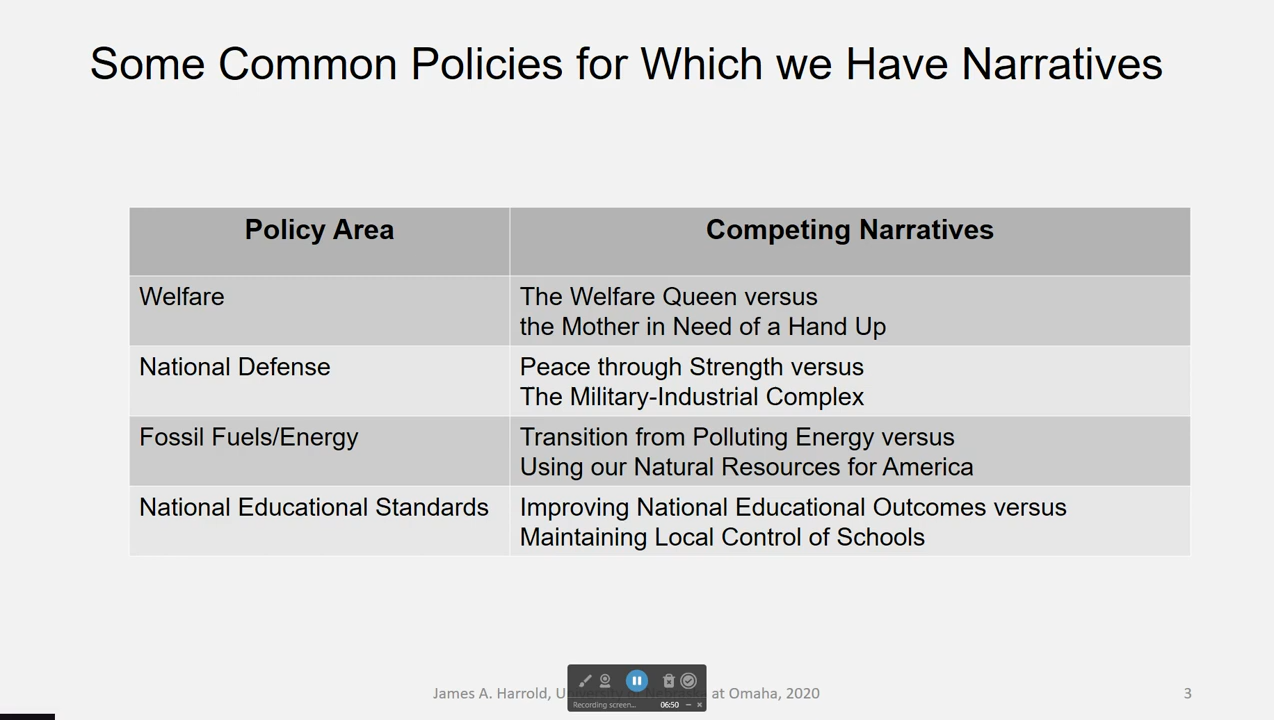 Some Common Policies for Which we Have Narratives
Policy Area
Competing Narratives
Welfare
The Welfare Queen versus
the Mother in Need of a Hand Up
National Defense
Peace through Strength versus
The Military-Industrial Complex
Fossil Fuels/Energy
Transition from Polluting Energy versus
Using our Natural Resources for America
National Educational Standards
Improving National Educational Outcomes versus
Maintaining Local Control of Schools
James A. Harrold, University of Nebraska at Omaha, 2020
Recording screen... 06:50
3